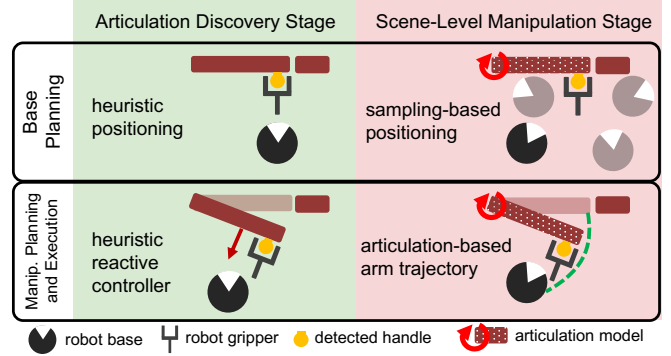 Articulation Discovery Stage
Scene-Level Manipulation Stage
Base
Planning
heuristic
positioning
sampling-based
positioning
Manip. Planning
and Execution
heuristic
reactive
controller
articulation-based
arm trajectory
robot base
robot gripper
detected handle
articulation model